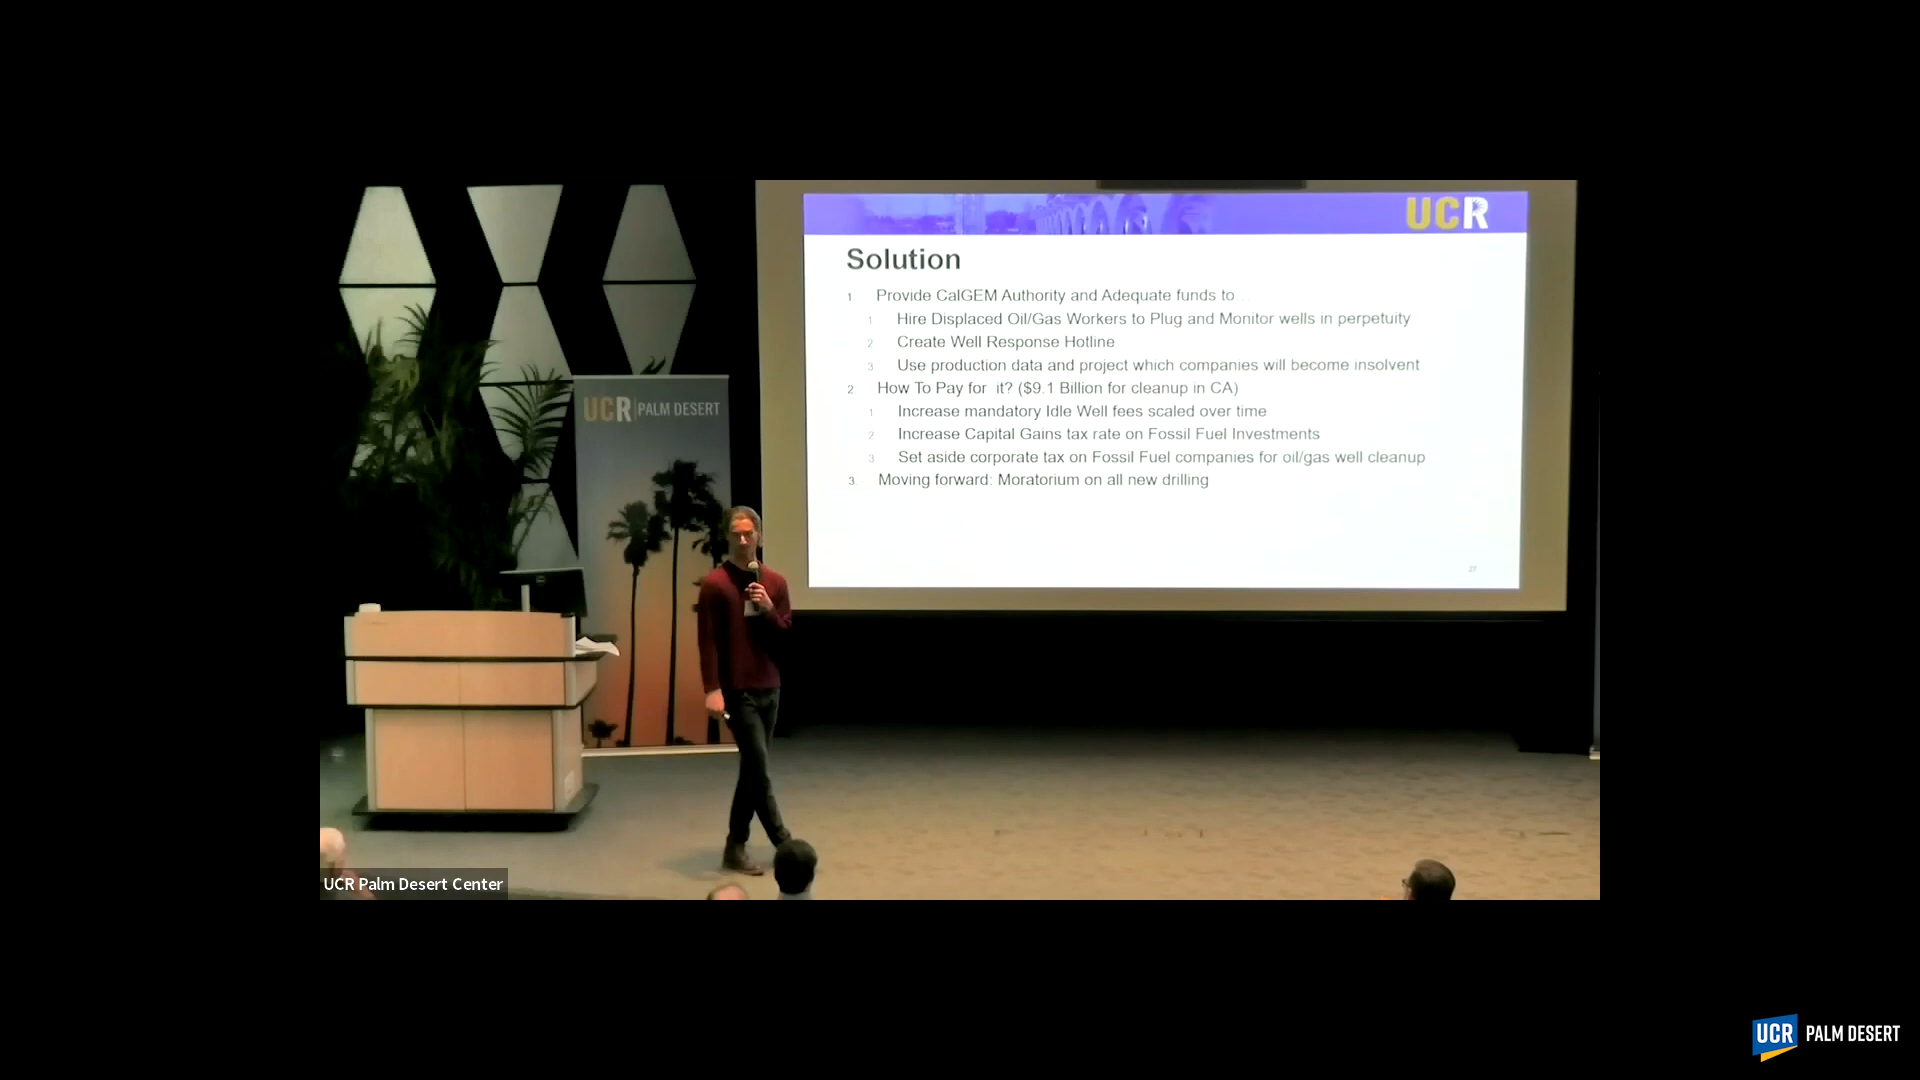 UCR
Solution
1 Provide CalGEM Authority and Adequate funds to...
1 Hire Displaced Oil/Gas Workers to Plug and Monitor wells in perpetuity
2 Create Well Response Hotline
3 Use production data and project which companies will become insolvent
2 How To Pay for it? ($9.1 Billion for cleanup in CA)
1 Increase mandatory Idle Well fees scaled over time
2 Increase Capital Gains tax rate on Fossil Fuel Investments
3 Set aside corporate tax on Fossil Fuel companies for oil/gas well cleanup
3 Moving forward: Moratorium on all new drilling
27
UCR PALM DESERT
UCR Palm Desert Center
UCR PALM DESERT